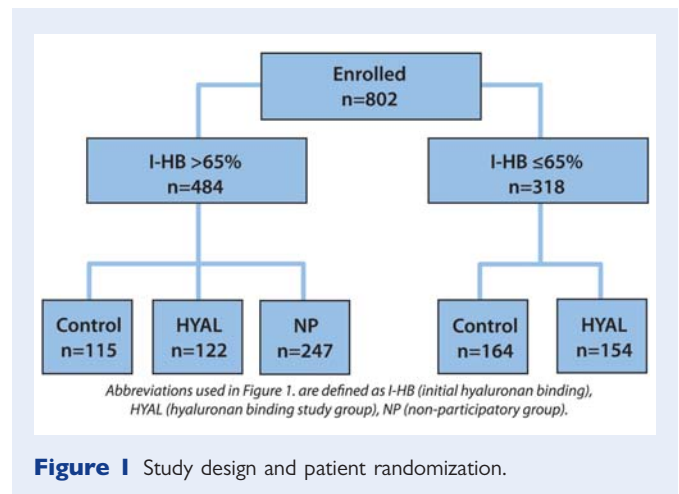 Enrolled
n=802
I-HB >65%
n=484
I-HB ≤65%
n=318
Control
n=115
HYAL
n=122
NP
n=247
Control
n=164
HYAL
n=154
Abbreviations used in Figure 1. are defined as I-HB (initial hyaluronan binding),
HYAL (hyaluronan binding study group), NP (non-participatory group).
Figure 1 Study design and patient randomization.